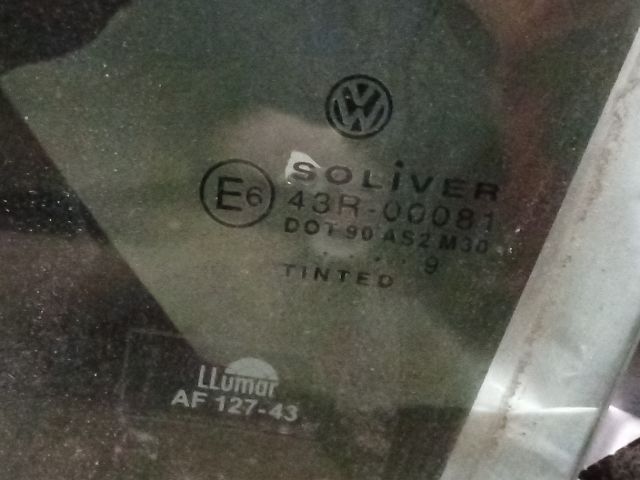 SOLiVER
E6 43R-00081
DOT 90 AS2 M30
... 9
TINTED
LLumar
AF 127-43